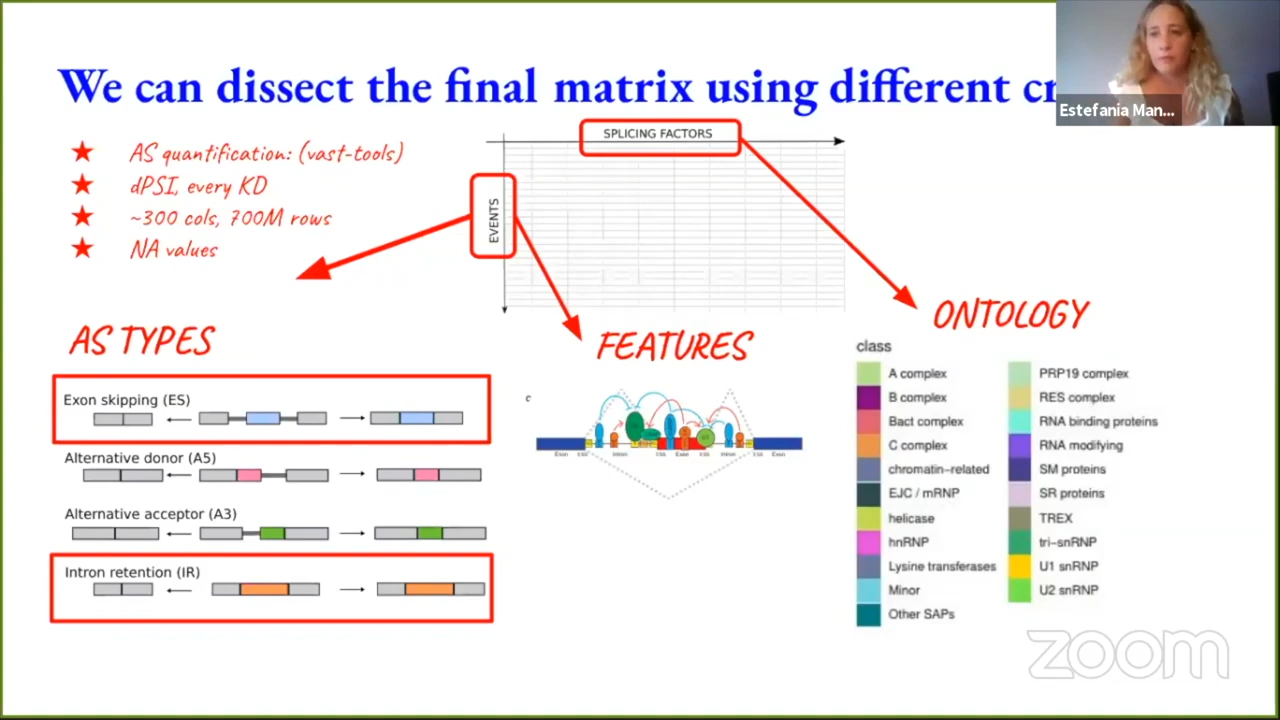 We can dissect the final matrix using different cr
Estefania Man...
★ AS quantification: (vast-tools)
★ dPSI, every KD
★ ~300 cols, 700M rows
★ NA values
SPLICING FACTORS
EVENTS
AS TYPES
FEATURES
ONTOLOGY
Exon skipping (ES)
Alternative donor (A5)
Alternative acceptor (A3)
Intron retention (IR)
c
Exon
Exon
Exon
class
A complex
B complex
Bact complex
C complex
chromatin-related
EJC / mRNP
helicase
hnRNP
Lysine transferases
Minor
Other SAPs
PRP19 complex
RES complex
RNA binding proteins
RNA modifying
SM proteins
SR proteins
TREX
tri-snRNP
U1 snRNP
U2 snRNP
zoom